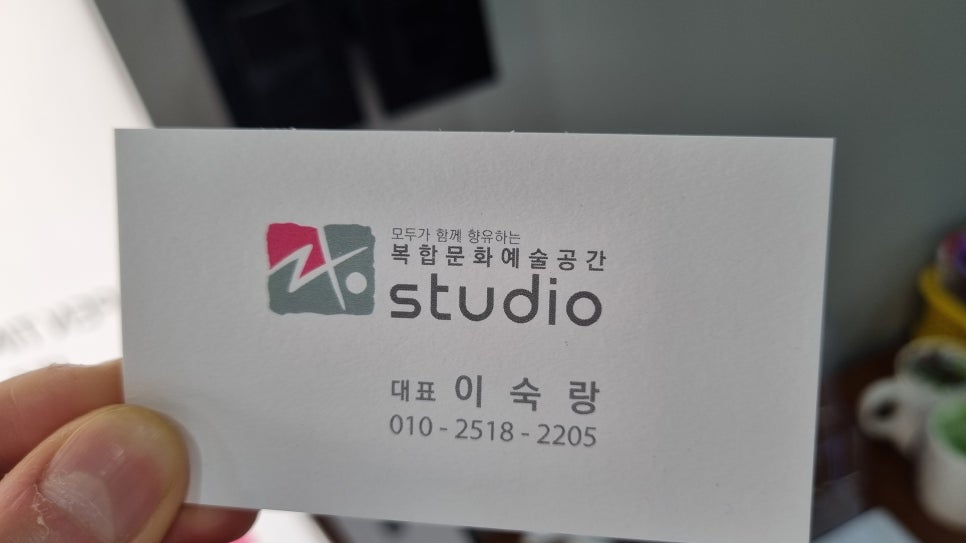 모두가 함께 향유하는
복합문화예술공간
studio
대표 이숙랑
010-2518-2205